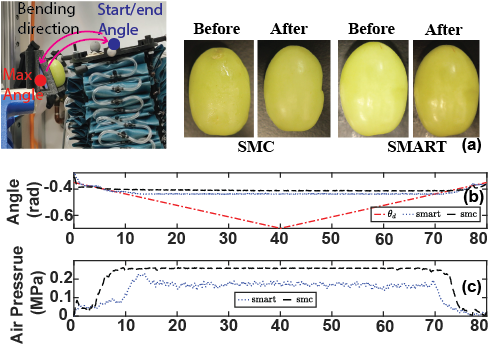 Bending
direction
Start/end
Angle
Max
Angle
Before After Before After
SMC SMART (a)
Angle
(rad)
-0.4
-0.6
(b)
θd smart smc
0 10 20 30 40 50 60 70 80
Air Pressrue
(MPa)
0.2
0.1
0
(c)
smart smc
0 10 20 30 40 50 60 70 80